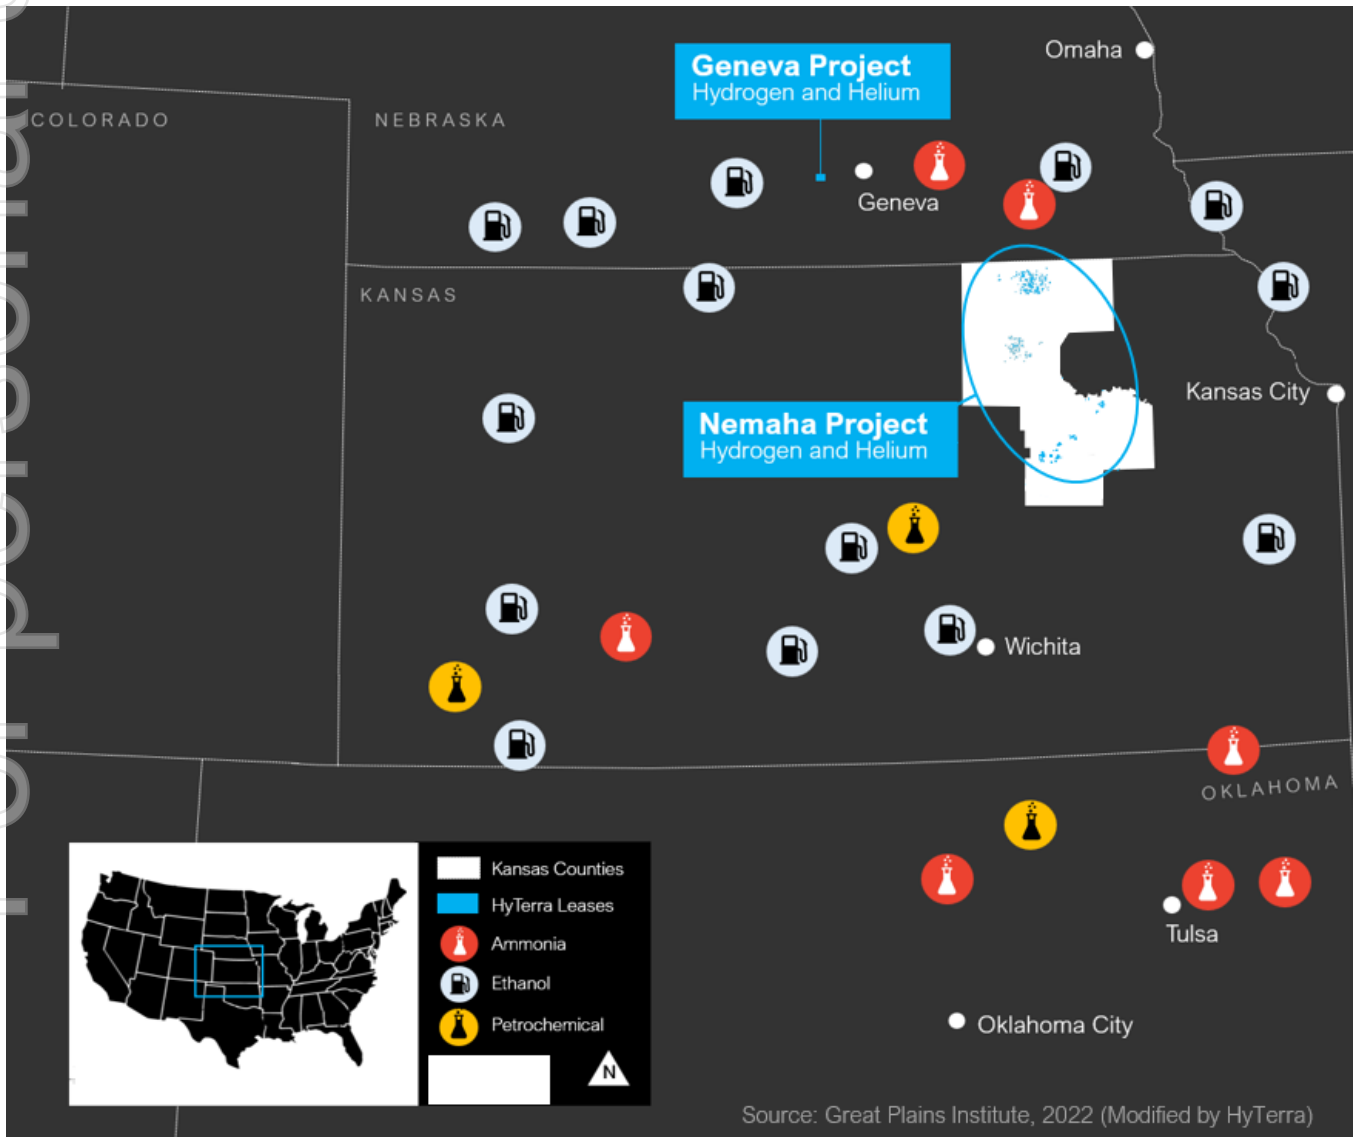 Omaha
Geneva Project
Hydrogen and Helium
COLORADO
NEBRASKA
Geneva
KANSAS
Kansas City
Nemaha Project
Hydrogen and Helium
Wichita
OKLAHOMA
Kansas Counties
HyTerra Leases
Ammonia
Ethanol
Petrochemical
N
Tulsa
Oklahoma City
Source: Great Plains Institute, 2022 (Modified by HyTerra)
personal